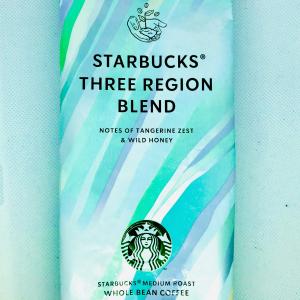 STARBUCKS®
THREE REGION
BLEND
NOTES OF TANGERINE ZEST
& WILD HONEY
STARBUCKS® MEDIUM ROAST
WHOLE BEAN COFFEE